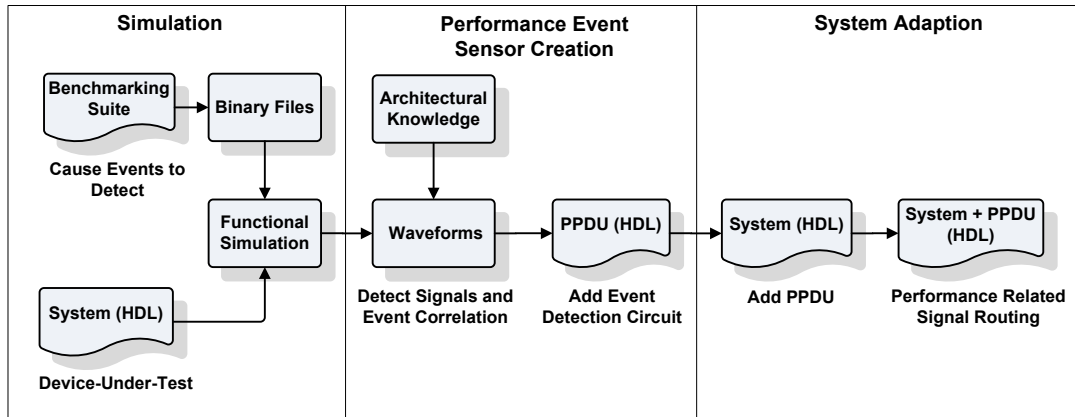 Simulation
Benchmarking
Suite
Binary Files
Cause Events to
Detect
Functional
Simulation
System (HDL)
Device-Under-Test
Performance Event
Sensor Creation
Architectural
Knowledge
Waveforms
Detect Signals and
Event Correlation
PPDU (HDL)
Add Event
Detection Circuit
System Adaption
System (HDL)
Add PPDU
System + PPDU
(HDL)
Performance Related
Signal Routing